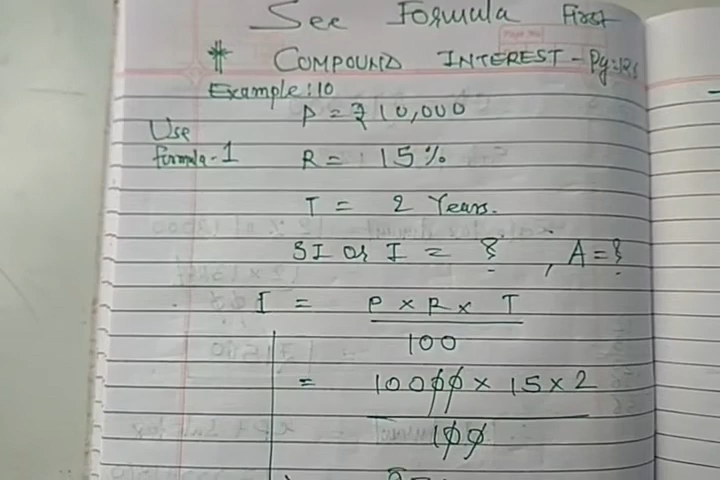 See Formula First
* COMPOUND INTEREST - Pg:
Example:10
P = ₹10,000
Use
formula-1
R = 15%
T = 2 Years.
SI or I = ? , A = ?
I = P × R × T
100
= 10000 × 15 × 2
100